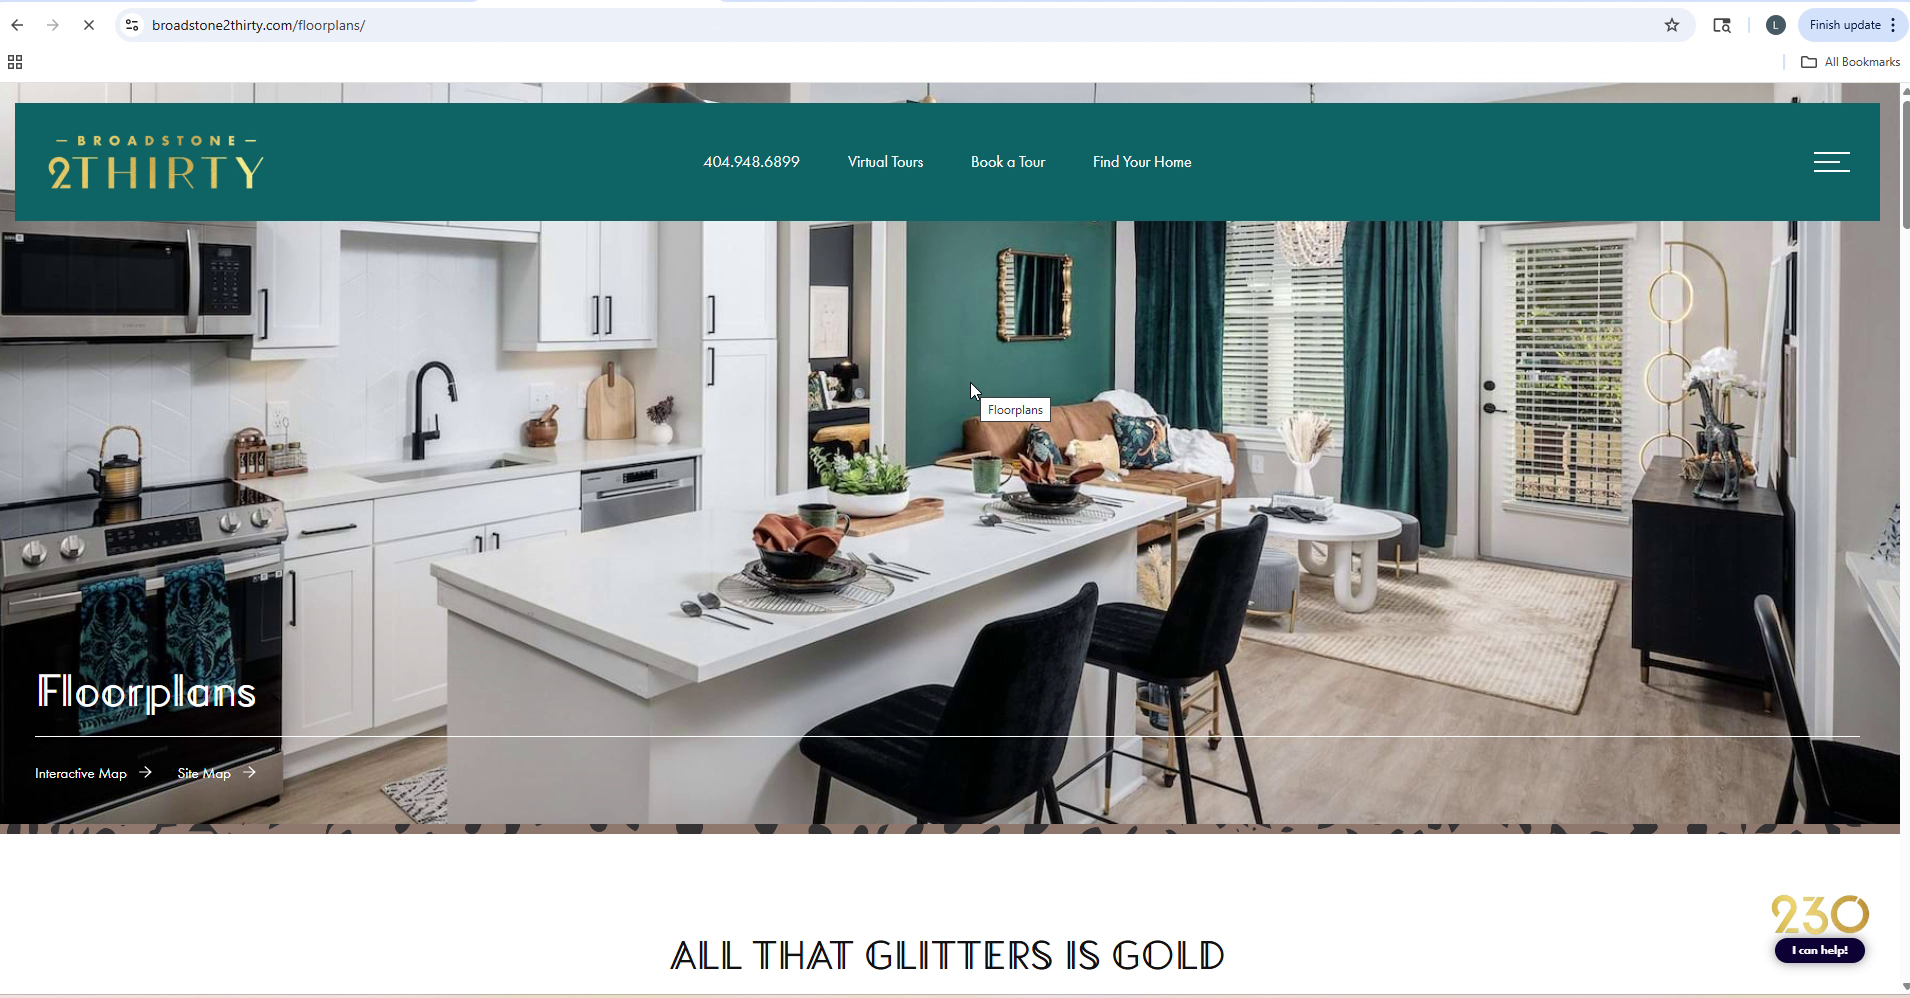 broadstone2thirty.com/floorplans/
L
Finish update
All Bookmarks
BROADSTONE
2THIRTY
404.948.6899
Virtual Tours
Book a Tour
Find Your Home
Floorplans
Floorplans
Interactive Map
Site Map
ALL THAT GLITTERS IS GOLD
230
I can help!